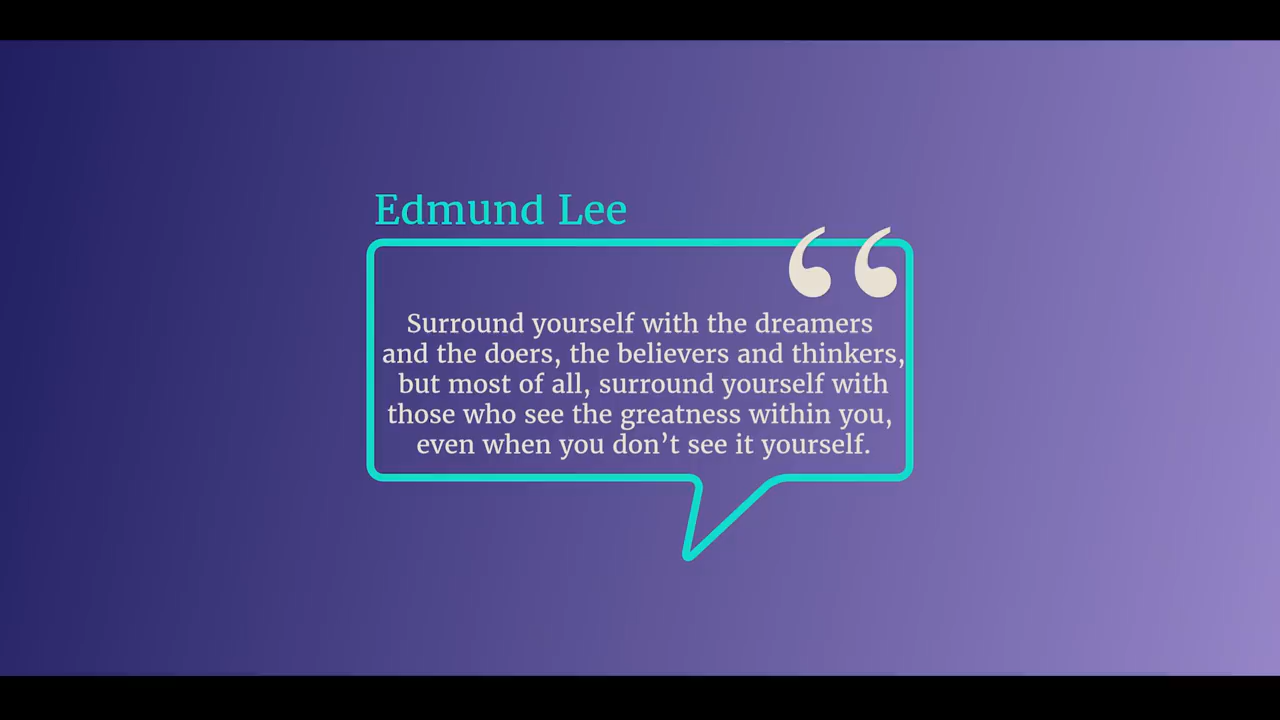 Edmund Lee
“
Surround yourself with the dreamers
and the doers, the believers and thinkers,
but most of all, surround yourself with
those who see the greatness within you,
even when you don’t see it yourself.